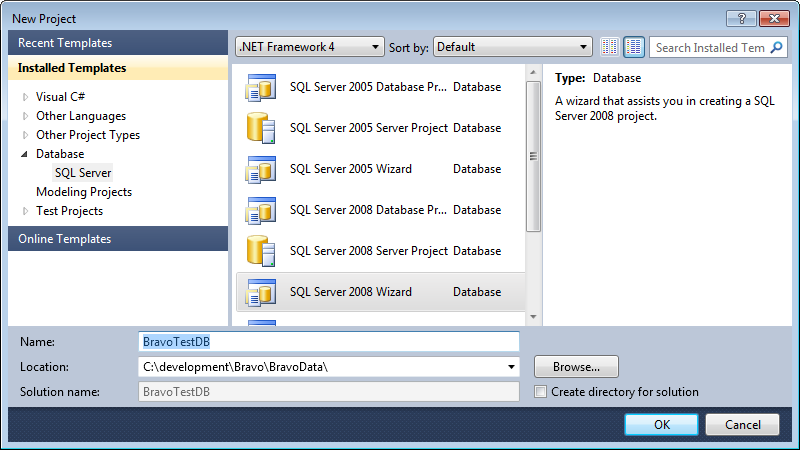 New Project
Recent Templates
Installed Templates
Visual C#
Other Languages
Other Project Types
Database
SQL Server
Modeling Projects
Test Projects
Online Templates
.NET Framework 4
Sort by:
Default
Search Installed Tem
SQL Server 2005 Database Pr... Database
SQL Server 2005 Server Project Database
SQL Server 2005 Wizard Database
SQL Server 2008 Database Pr... Database
SQL Server 2008 Server Project Database
SQL Server 2008 Wizard Database
Type: Database
A wizard that assists you in creating a SQL
Server 2008 project.
Name: BravoTestDB
Location: C:\development\Bravo\BravoData\
Browse...
Solution name: BravoTestDB
Create directory for solution
OK
Cancel